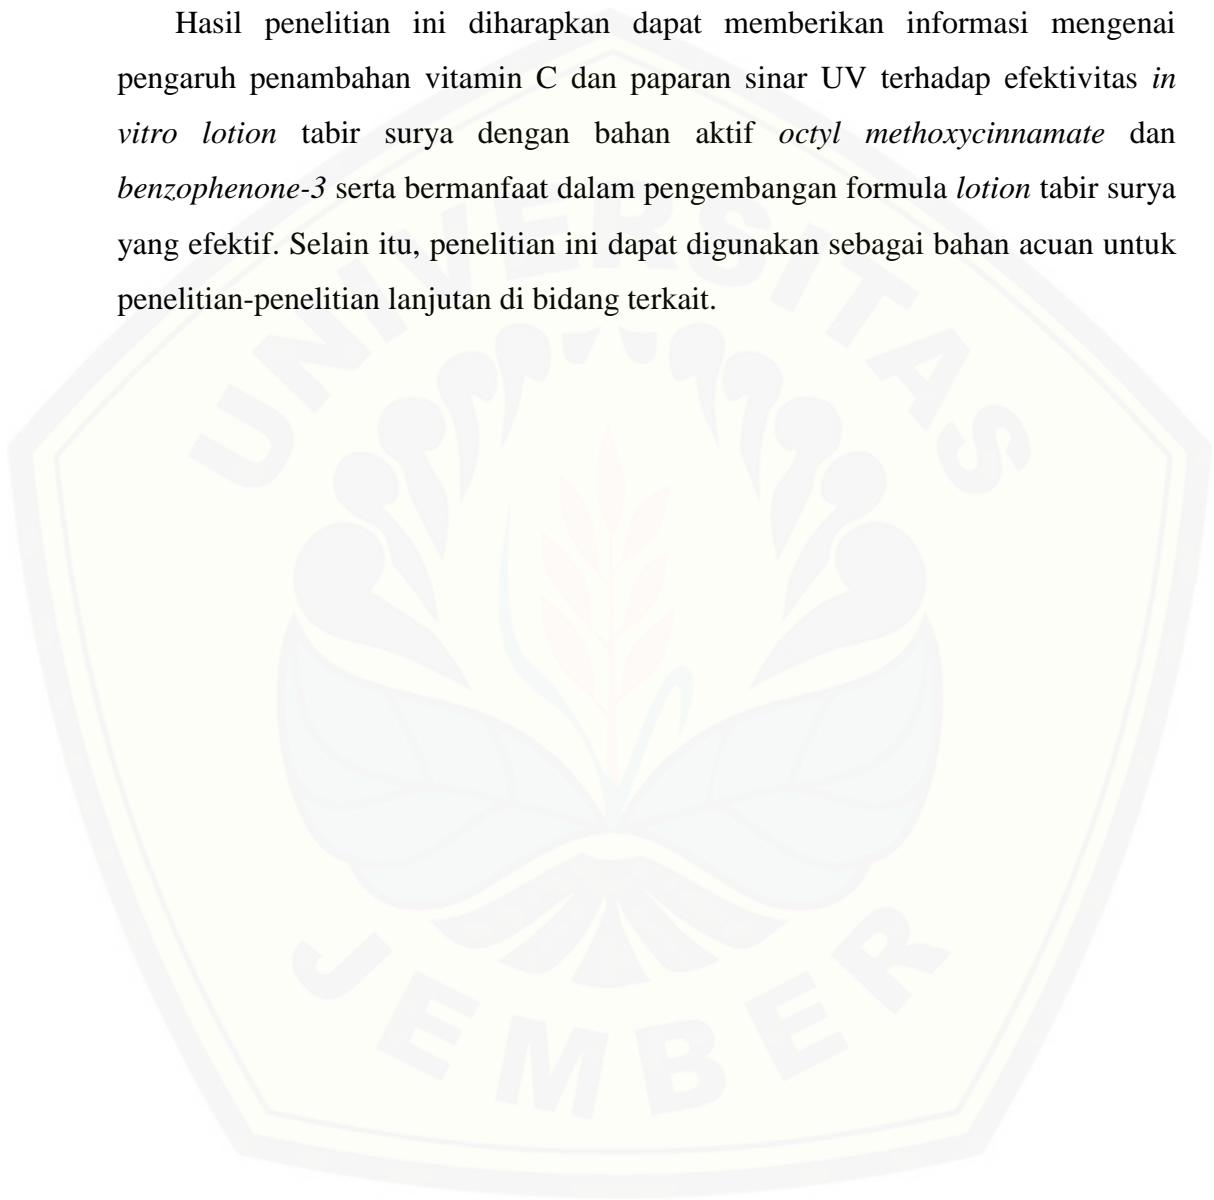 Hasil penelitian ini diharapkan dapat memberikan informasi mengenai
pengaruh penambahan vitamin C dan paparan sinar UV terhadap efektivitas in
vitro lotion tabir surya dengan bahan aktif octyl methoxycinnamate dan
benzophenone-3 serta bermanfaat dalam pengembangan formula lotion tabir surya
yang efektif. Selain itu, penelitian ini dapat digunakan sebagai bahan acuan untuk
penelitian-penelitian lanjutan di bidang terkait.
UNIVERSITAS
JEMBER